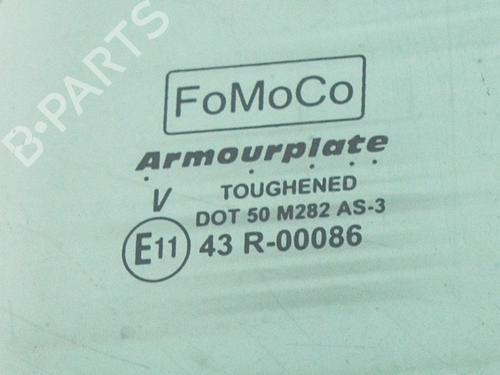 B·PARTS
FoMoCo
Armourplate
V TOUGHENED
DOT 50 M282 AS-3
E11 43 R-00086